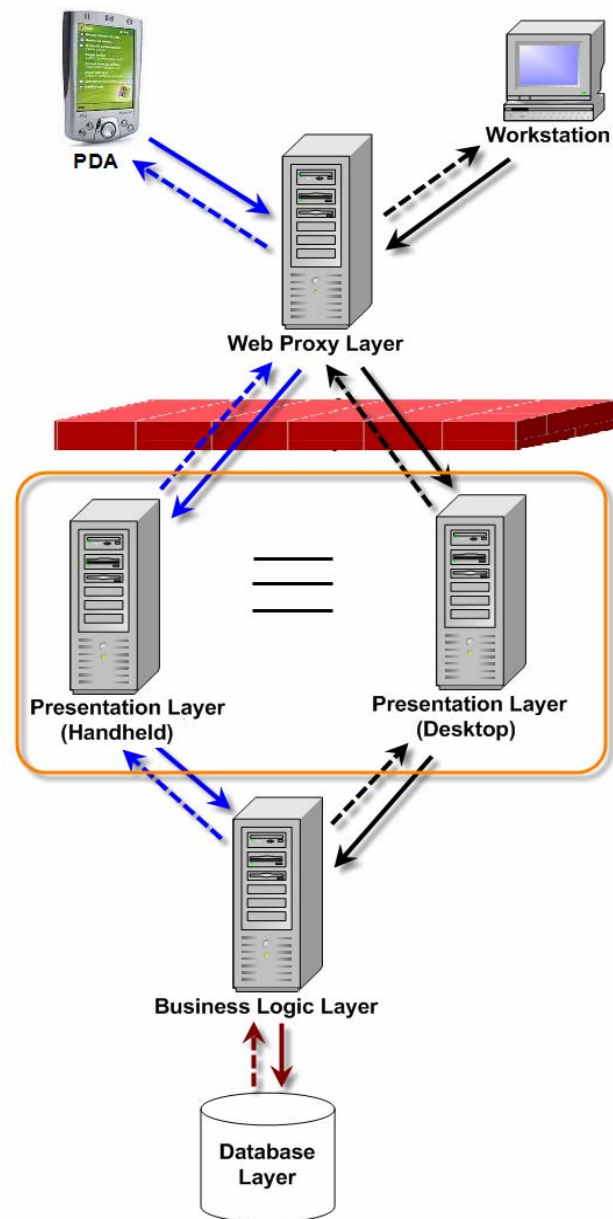 PDA
Workstation
Web Proxy Layer
Presentation Layer
(Handheld)
Presentation Layer
(Desktop)
Business Logic Layer
Database
Layer